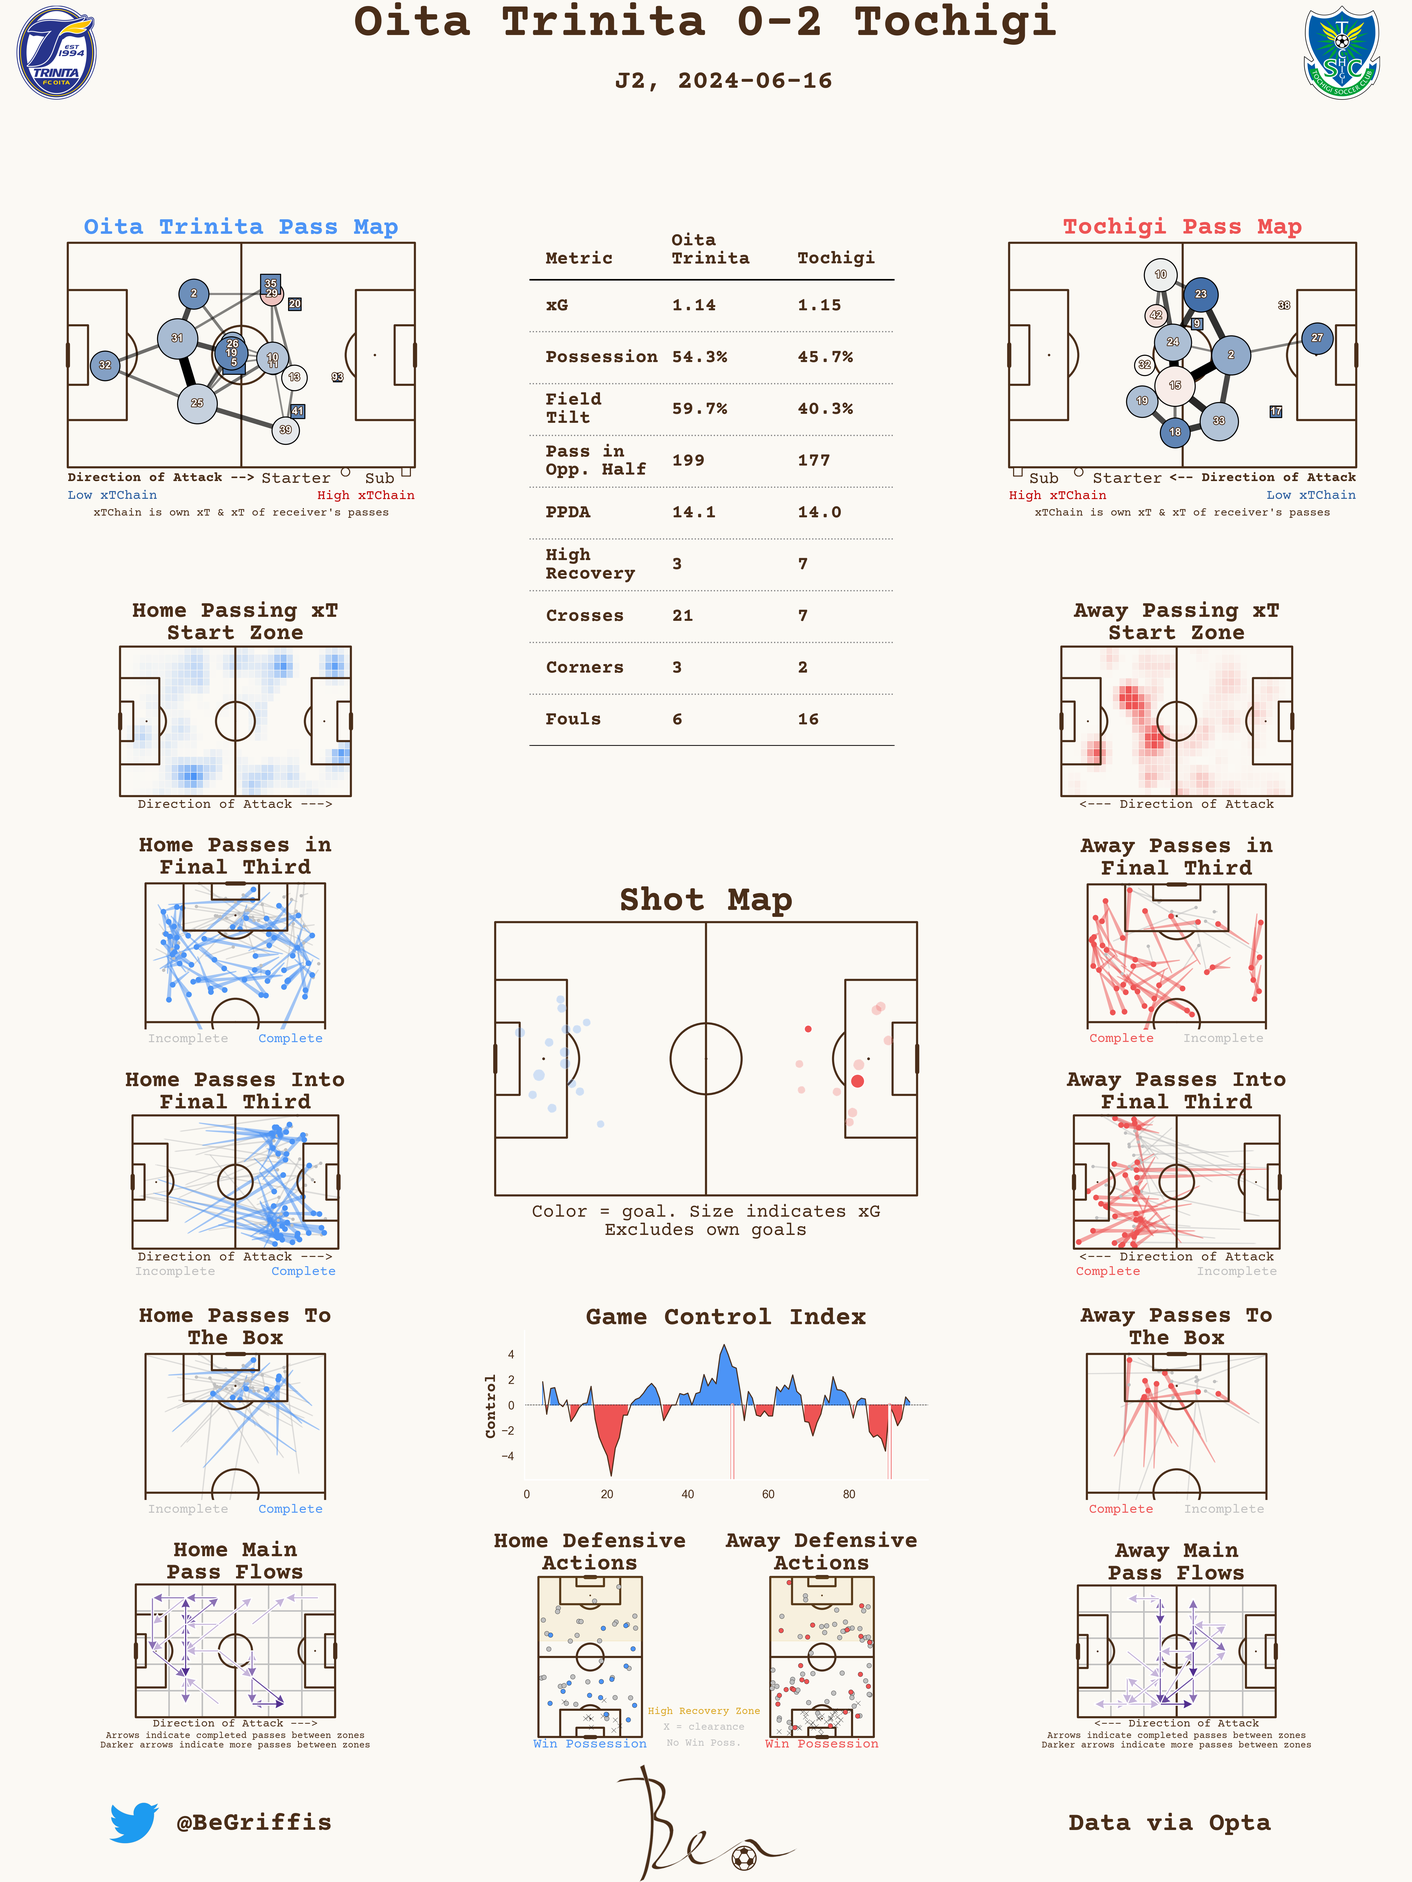 Oita Trinita 0-2 Tochigi
J2, 2024-06-16
EST
1994
TRINITA
FC OITA
TOCHIGI
SC
TOCHIGI SOCCER CLUB
Oita Trinita Pass Map
2
35
29
20
31
26
19
5
32
10
11
13
93
25
41
39
Direction of Attack --> Starter Sub
Low xTChain High xTChain
xTChain is own xT & xT of receiver's passes
Metric Oita Trinita Tochigi
xG 1.14 1.15
Possession 54.3% 45.7%
Field Tilt 59.7% 40.3%
Pass in Opp. Half 199 177
PPDA 14.1 14.0
High Recovery 3 7
Crosses 21 7
Corners 3 2
Fouls 6 16
Tochigi Pass Map
10
23
38
42
9
24
27
2
32
15
19
33
17
18
Sub Starter <-- Direction of Attack
High xTChain Low xTChain
xTChain is own xT & xT of receiver's passes
Home Passing xT
Start Zone
Direction of Attack --->
Away Passing xT
Start Zone
<--- Direction of Attack
Home Passes in
Final Third
Incomplete Complete
Away Passes in
Final Third
Complete Incomplete
Shot Map
Color = goal. Size indicates xG
Excludes own goals
Home Passes Into
Final Third
Direction of Attack --->
Incomplete Complete
Away Passes Into
Final Third
<--- Direction of Attack
Complete Incomplete
Home Passes To
The Box
Incomplete Complete
Game Control Index
Control
4
2
0
−2
−4
0 20 40 60 80
Away Passes To
The Box
Complete Incomplete
Home Main
Pass Flows
Direction of Attack --->
Arrows indicate completed passes between zones
Darker arrows indicate more passes between zones
Home Defensive
Actions
Win Possession
High Recovery Zone
X = clearance
No Win Poss.
Away Defensive
Actions
Win Possession
Away Main
Pass Flows
<--- Direction of Attack
Arrows indicate completed passes between zones
Darker arrows indicate more passes between zones
@BeGriffis
Ben
Data via Opta